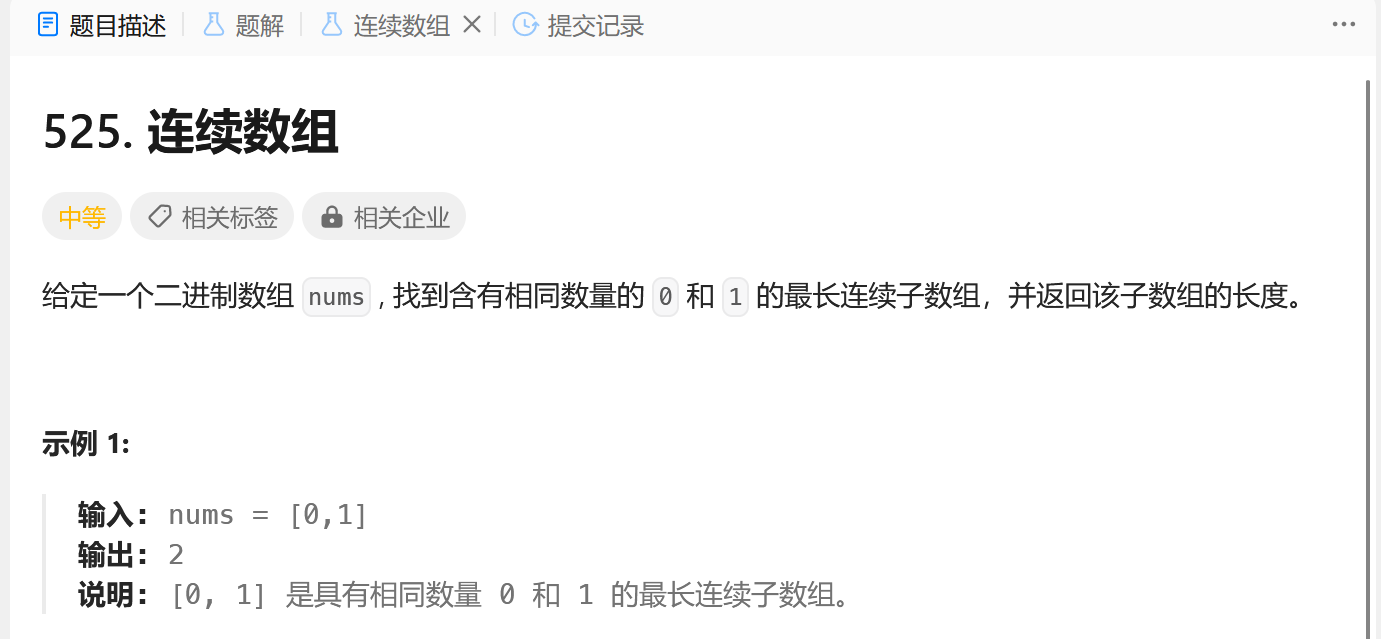 题目描述 题解 连续数组 提交记录
525. 连续数组
中等 相关标签 相关企业
给定一个二进制数组 nums , 找到含有相同数量的 0 和 1 的最长连续子数组，并返回该子数组的长度。
示例 1:
输入: nums = [0,1]
输出: 2
说明: [0, 1] 是具有相同数量 0 和 1 的最长连续子数组。